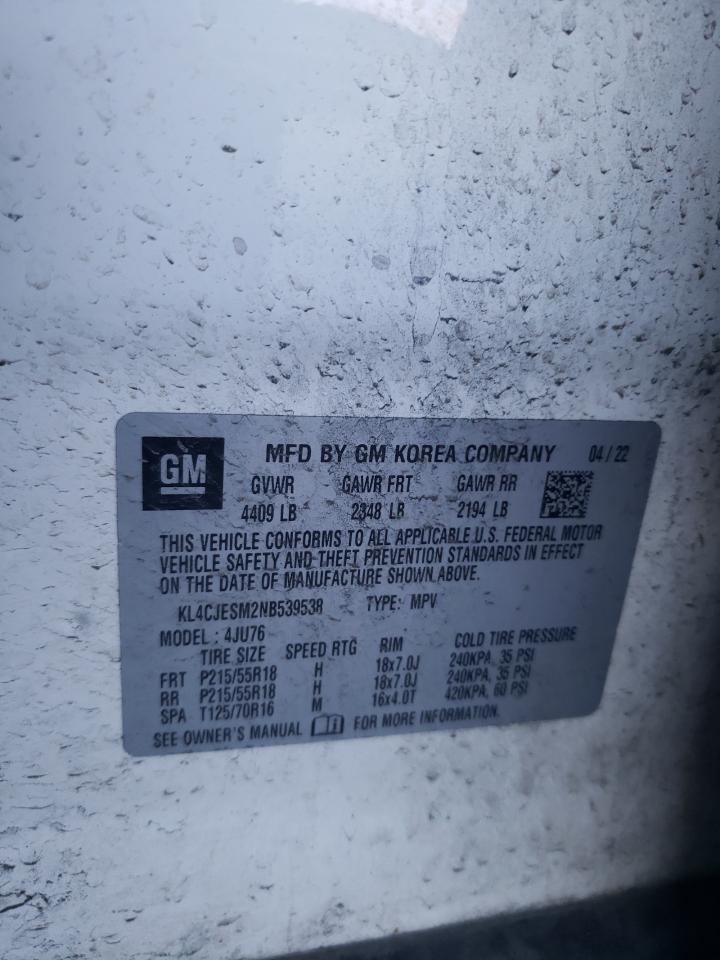 GM MFD BY GM KOREA COMPANY 04 / 22
GVWR GAWR FRT GAWR RR
4409 LB 2348 LB 2194 LB
THIS VEHICLE CONFORMS TO ALL APPLICABLE U.S. FEDERAL MOTOR
VEHICLE SAFETY AND THEFT PREVENTION STANDARDS IN EFFECT
ON THE DATE OF MANUFACTURE SHOWN ABOVE.
KL4CJESM2NB539538 TYPE: MPV
MODEL : 4JU76
TIRE SIZE SPEED RTG RIM COLD TIRE PRESSURE
FRT P215/55R18 H 18x7.0J 240KPA, 35 PSI
RR P215/55R18 H 18x7.0J 240KPA, 35 PSI
SPA T125/70R16 M 16x4.0T 420KPA, 60 PSI
SEE OWNER'S MANUAL FOR MORE INFORMATION.